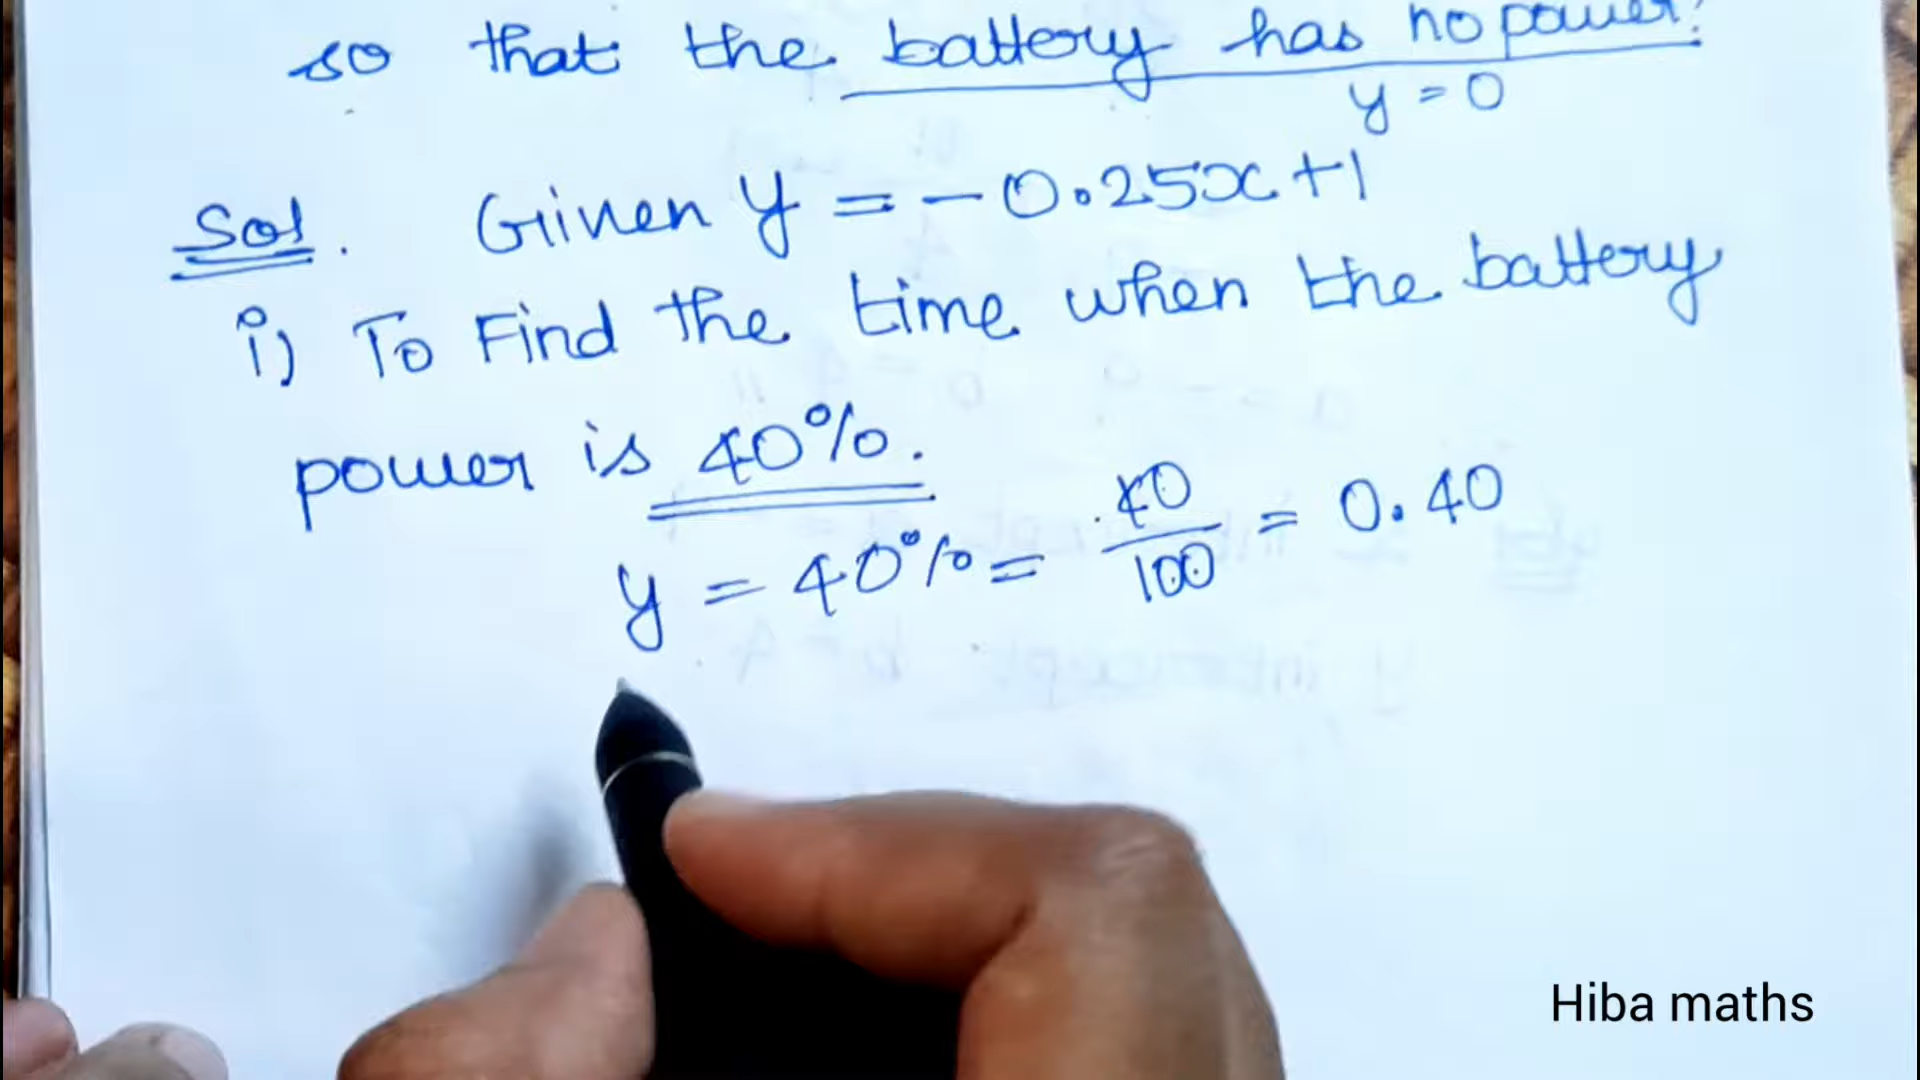 so that the battery has no power?
y = 0
Sol. Given y = -0.25x+1
i) To Find the time when the battery
power is 40%.
y = 40% = 40/100 = 0.40
Hiba maths